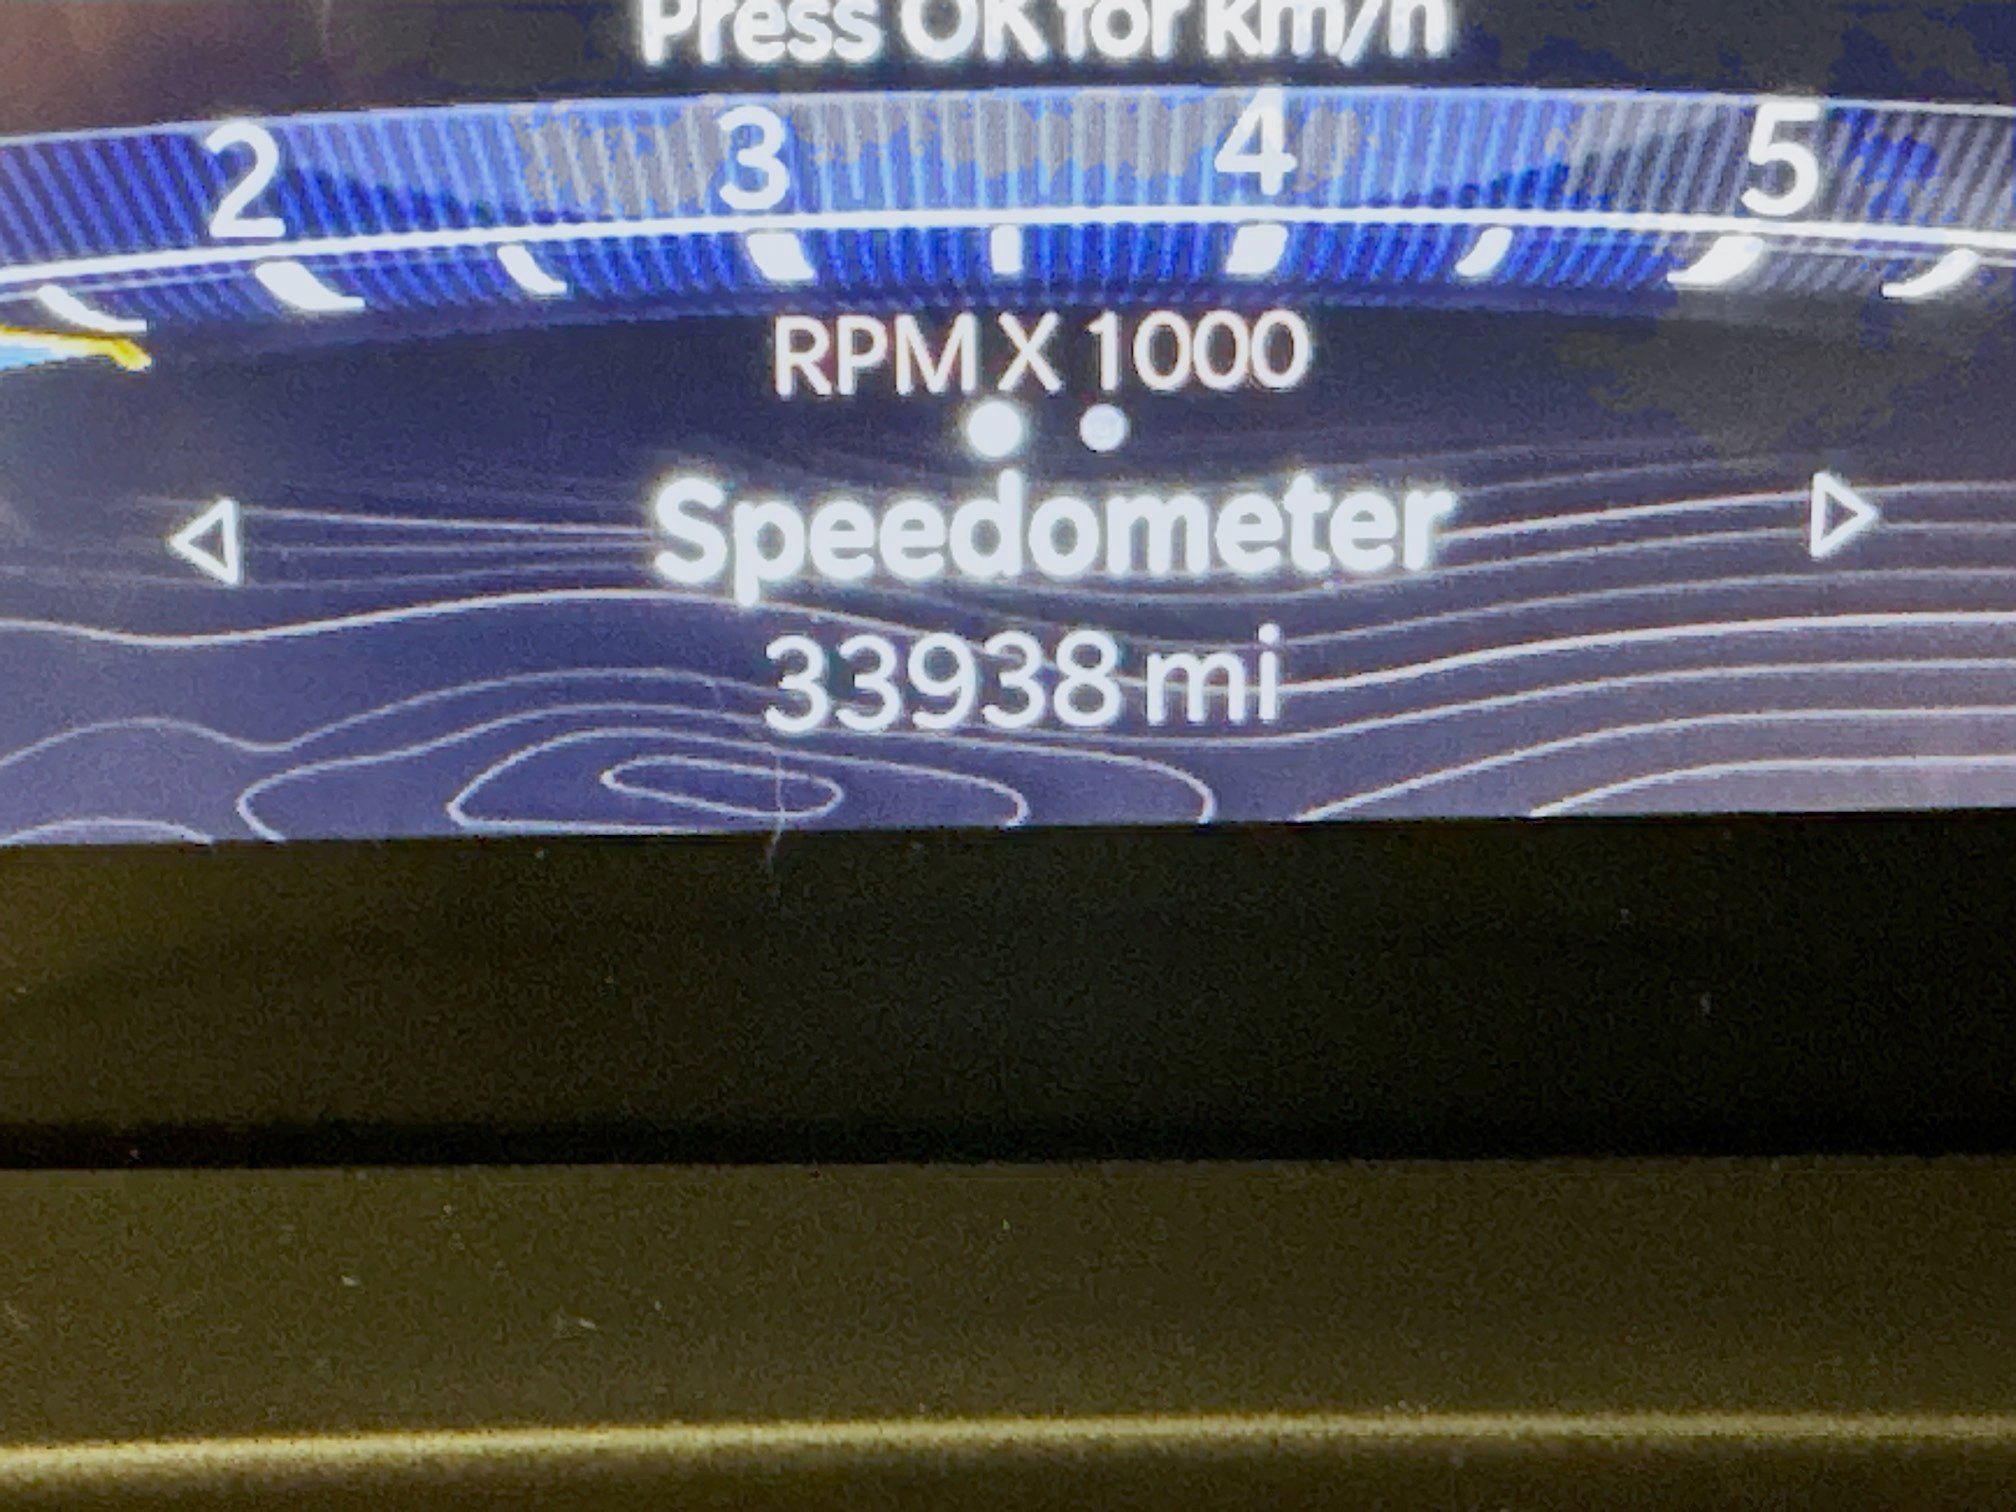 Press OK for km/h
2 3 4 5
RPM X 1000
Speedometer
33938 mi